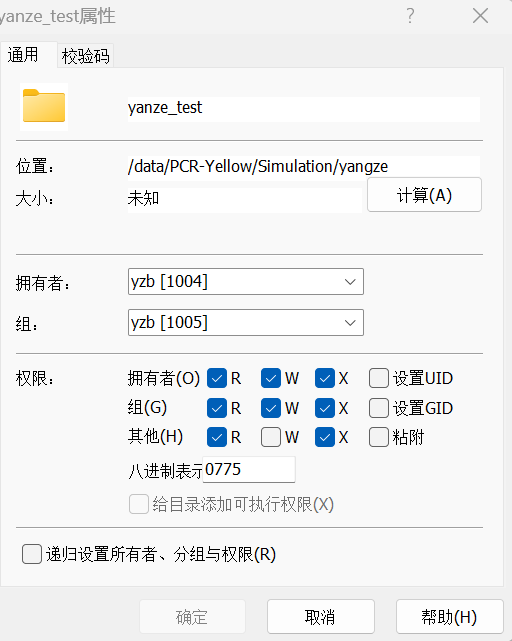 yanze_test属性
通用 校验码
yanze_test
位置： /data/PCR-Yellow/Simulation/yangze
大小： 未知 计算(A)
拥有者： yzb [1004]
组： yzb [1005]
权限： 拥有者(O) R W X 设置UID
组(G) R W X 设置GID
其他(H) R W X 粘附
八进制表示 0775
给目录添加可执行权限(X)
递归设置所有者、分组与权限(R)
确定 取消 帮助(H)